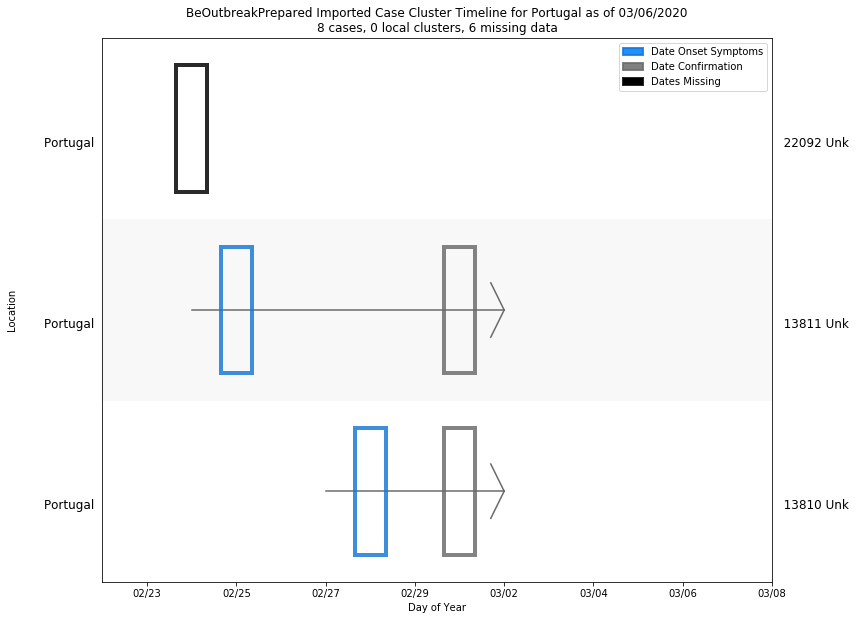 BeOutbreakPrepared Imported Case Cluster Timeline for Portugal as of 03/06/2020
8 cases, 0 local clusters, 6 missing data
Date Onset Symptoms
Date Confirmation
Dates Missing
Portugal
22092 Unk
Location
Portugal
13811 Unk
Portugal
13810 Unk
02/23
02/25
02/27
02/29
03/02
03/04
03/06
03/08
Day of Year